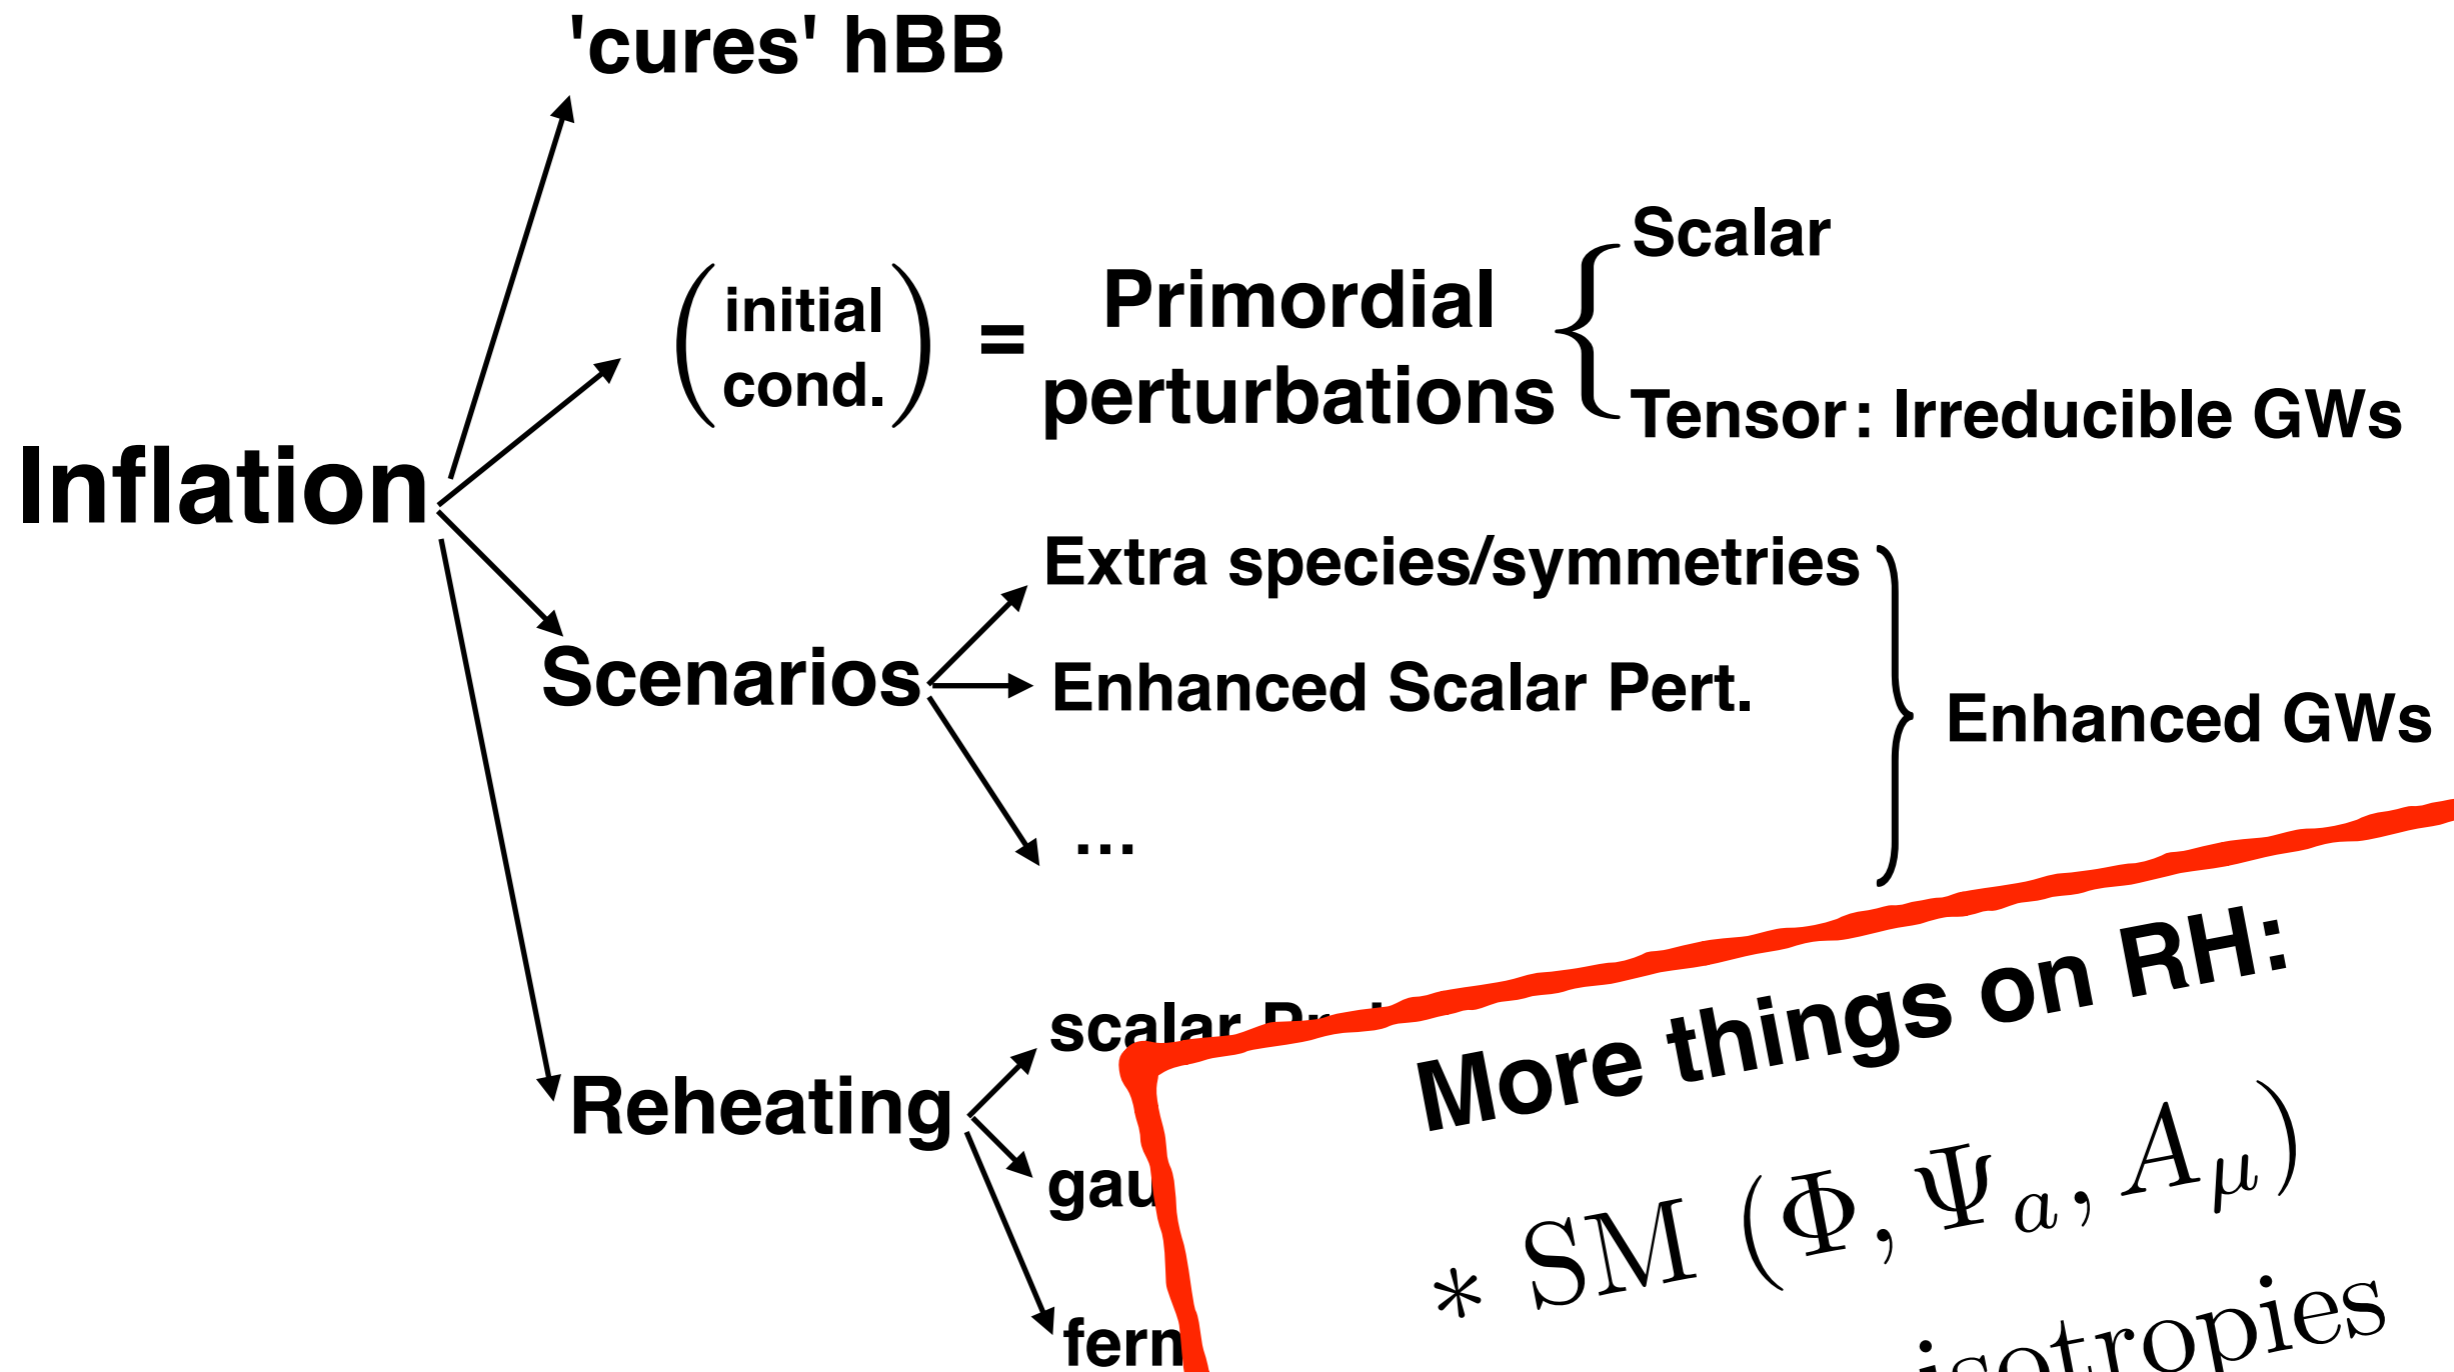 'cures' hBB
Scalar
initial
cond.
=
Primordial
perturbations
Tensor: Irreducible GWs
Inflation
Extra species/symmetries
Scenarios
Enhanced Scalar Pert.
Enhanced GWs
...
More things on RH:
scalar
Reheating
* SM (Φ, Ψ_a, A_μ)